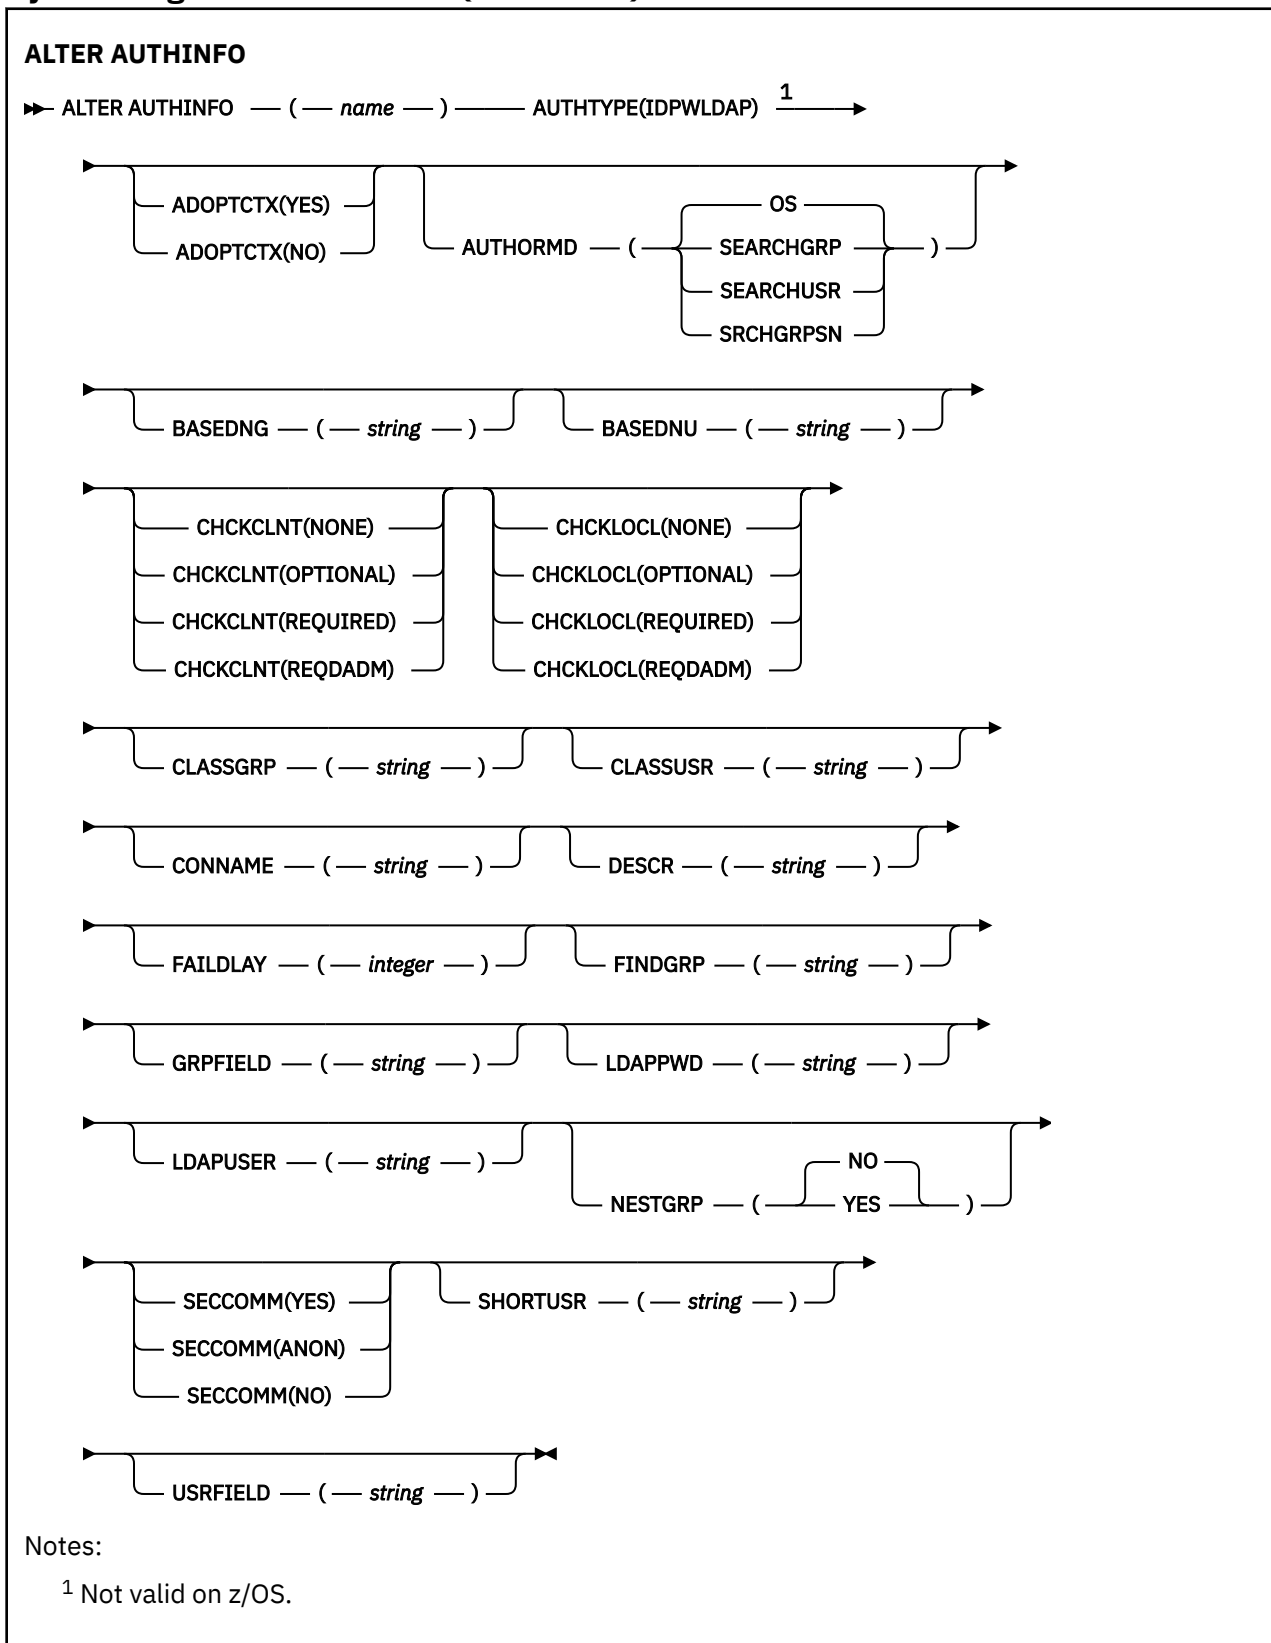 ALTER AUTHINFO
ALTER AUTHINFO ( name ) AUTHTYPE(IDPWLDAP) 1
ADOPTCTX(YES)
ADOPTCTX(NO)
AUTHORMD ( OS
SEARCHGRP )
SEARCHUSR
SRCHGRPSN
BASEDNG ( string ) BASEDNU ( string )
CHCKCLNT(NONE) CHCKLOCL(NONE)
CHCKCLNT(OPTIONAL) CHCKLOCL(OPTIONAL)
CHCKCLNT(REQUIRED) CHCKLOCL(REQUIRED)
CHCKCLNT(REQDADM) CHCKLOCL(REQDADM)
CLASSGRP ( string ) CLASSUSR ( string )
CONNAME ( string ) DESCR ( string )
FAILDLAY ( integer ) FINDGRP ( string )
GRPFIELD ( string ) LDAPPWD ( string )
LDAPUSER ( string )
NO
NESTGRP ( YES )
SECCOMM(YES) SHORTUSR ( string )
SECCOMM(ANON)
SECCOMM(NO)
USRFIELD ( string )
Notes:
1 Not valid on z/OS.